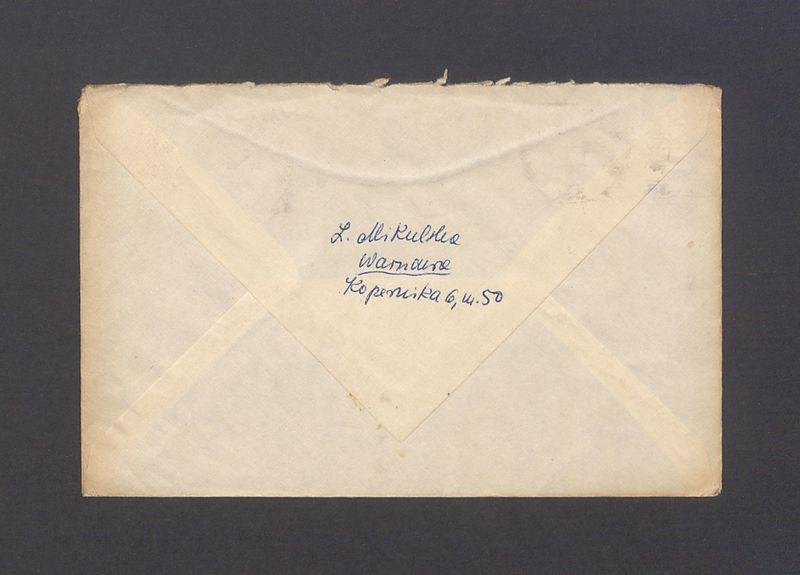 Z. Mikulska
Warszawa
Kopernika 6, m. 50